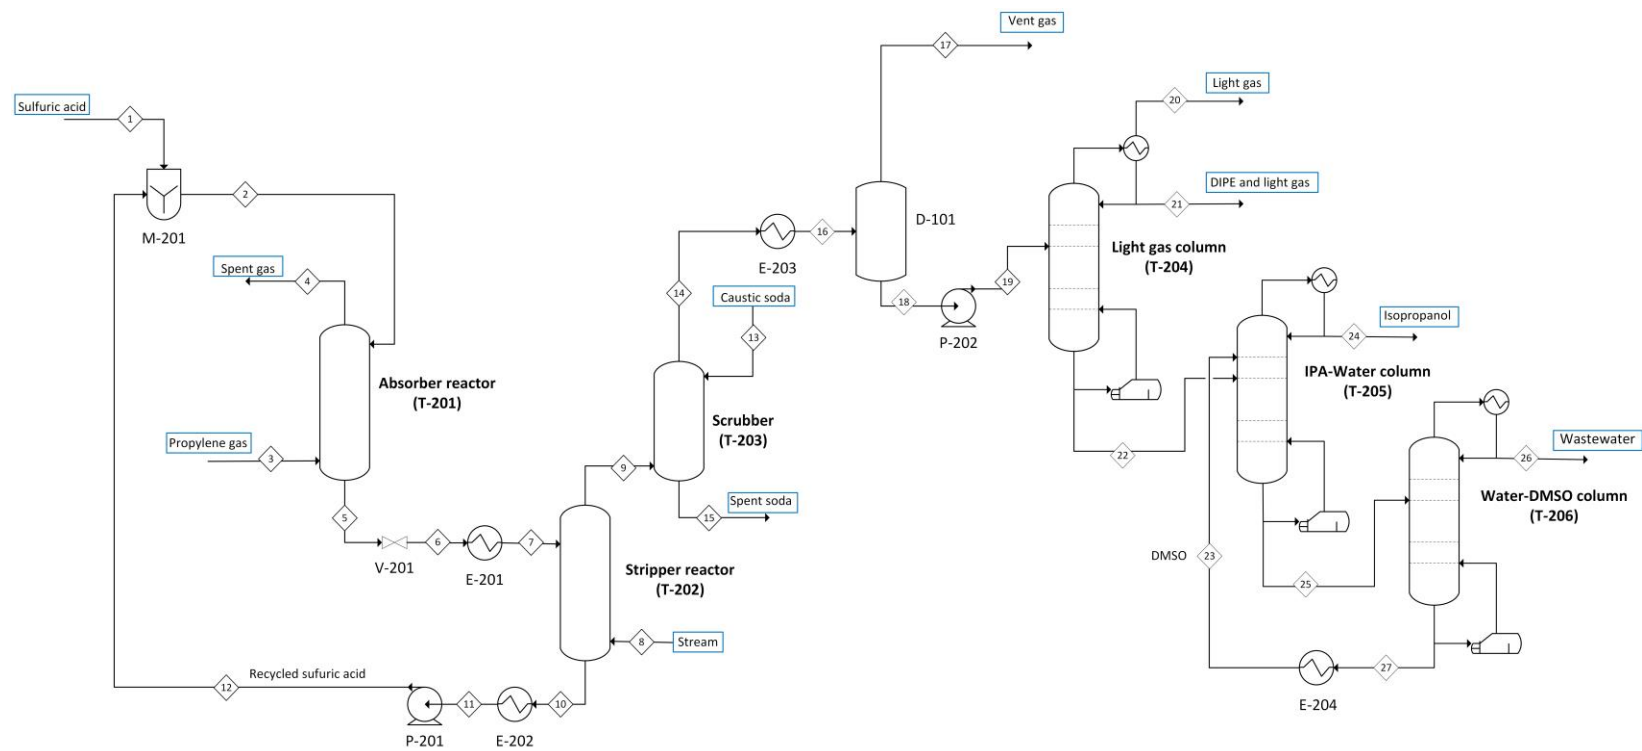 Vent gas
17
Light gas
20
Sulfuric acid
1
2
M-201
DIPE and light gas
21
D-101
E-203
16
Light gas column
(T-204)
Spent gas
4
14
Caustic soda
13
18
19
P-202
Isopropanol
24
Absorber reactor
(T-201)
IPA-Water column
(T-205)
Scrubber
(T-203)
Propylene gas
3
22
Wastewater
26
9
Water-DMSO column
(T-206)
Spent soda
15
5
6
7
V-201
E-201
DMSO
23
Stripper reactor
(T-202)
25
8
Stream
27
E-204
Recycled sufuric acid
12
11
10
P-201
E-202